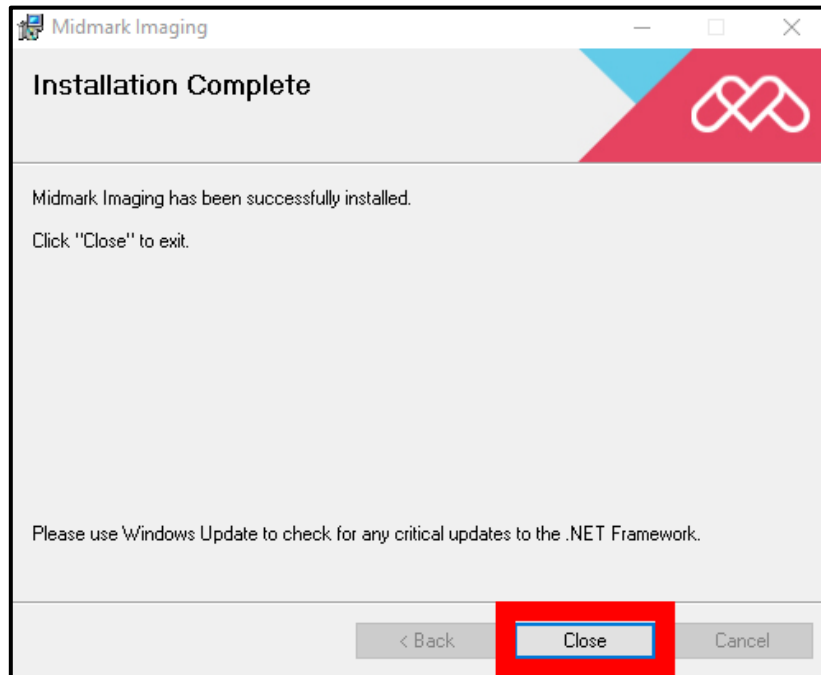 Midmark Imaging
Installation Complete
Midmark Imaging has been successfully installed.
Click "Close" to exit.
Please use Windows Update to check for any critical updates to the .NET Framework.
< Back
Close
Cancel